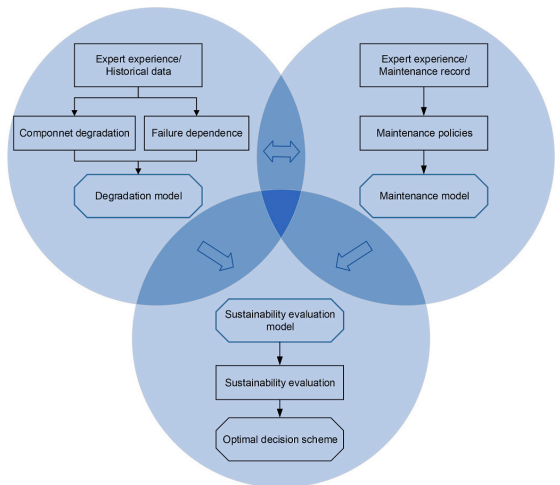 Expert experience/
Historical data
Componnet degradation
Failure dependence
Degradation model
Expert experience/
Maintenance record
Maintenance policies
Maintenance model
Sustainability evaluation
model
Sustainability evaluation
Optimal decision scheme